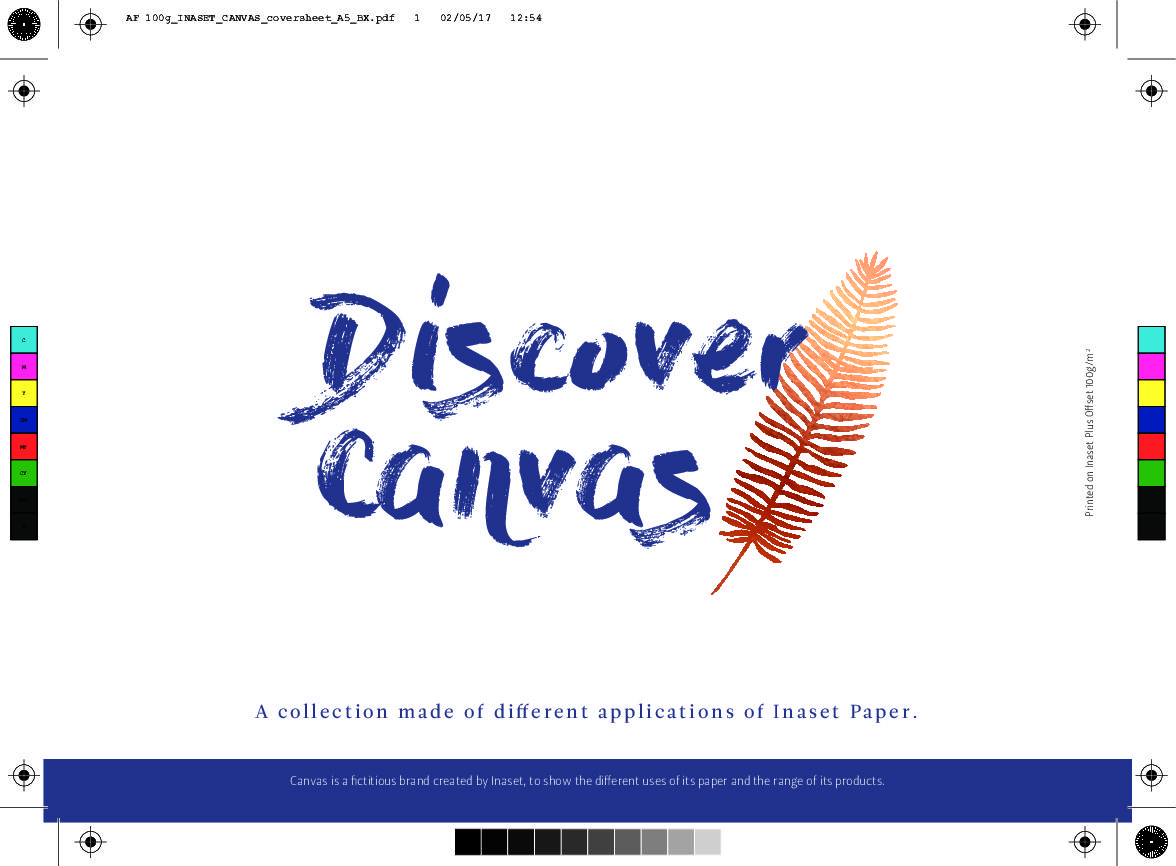 AF 100g_INASET_CANVAS_coversheet_A5_BX.pdf 1 02/05/17 12:54
Discover
Canvas
C
M
Y
CM
MY
CY
Printed on Inaset Plus Offset 100g/m²
A collection made of different applications of Inaset Paper.
Canvas is a fictitious brand created by Inaset, to show the different uses of its paper and the range of its products.